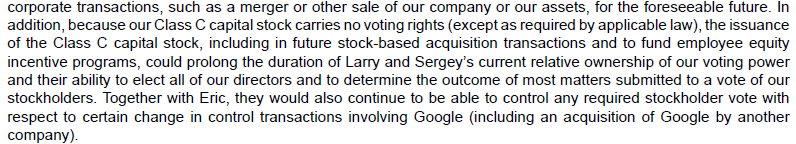 corporate transactions, such as a merger or other sale of our company or our assets, for the foreseeable future. In
addition, because our Class C capital stock carries no voting rights (except as required by applicable law), the issuance
of the Class C capital stock, including in future stock-based acquisition transactions and to fund employee equity
incentive programs, could prolong the duration of Larry and Sergey’s current relative ownership of our voting power
and their ability to elect all of our directors and to determine the outcome of most matters submitted to a vote of our
stockholders. Together with Eric, they would also continue to be able to control any required stockholder vote with
respect to certain change in control transactions involving Google (including an acquisition of Google by another
company).